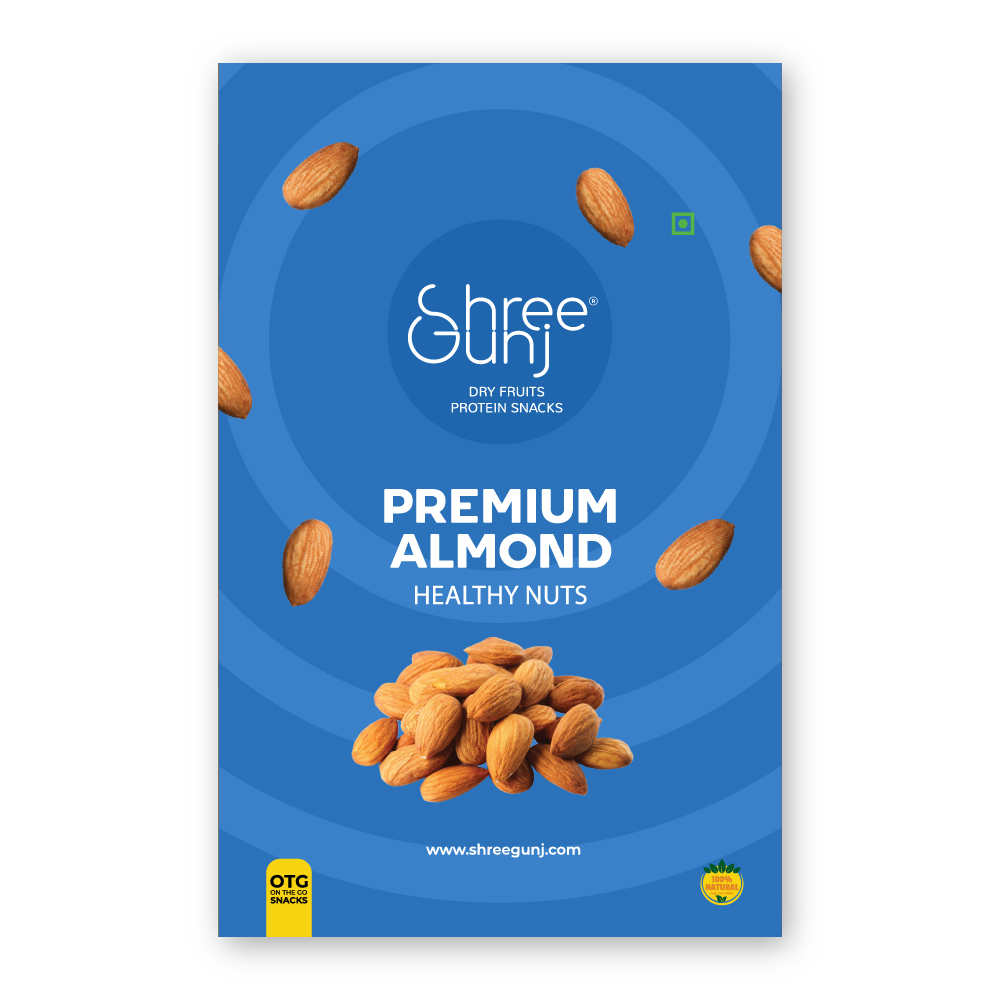 Shree®
Gunj
DRY FRUITS
PROTEIN SNACKS
PREMIUM
ALMOND
HEALTHY NUTS
www.shreegunj.com
OTG
ON THE GO
SNACKS
100%
NATURAL